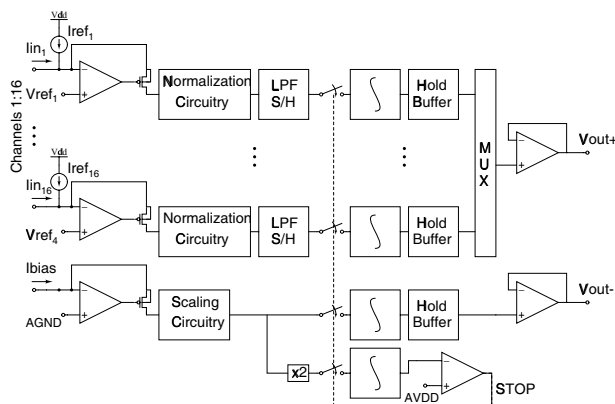 Vdd
Iref1
Iin1
Vref1
Normalization
Circuitry
LPF
S/H
Hold
Buffer
Channels 1:16
MUX
Vout+
Vdd
Iref16
Iin16
Vref4
Normalization
Circuitry
LPF
S/H
Hold
Buffer
Ibias
AGND
Scaling
Circuitry
Hold
Buffer
Vout-
x2
AVDD
STOP